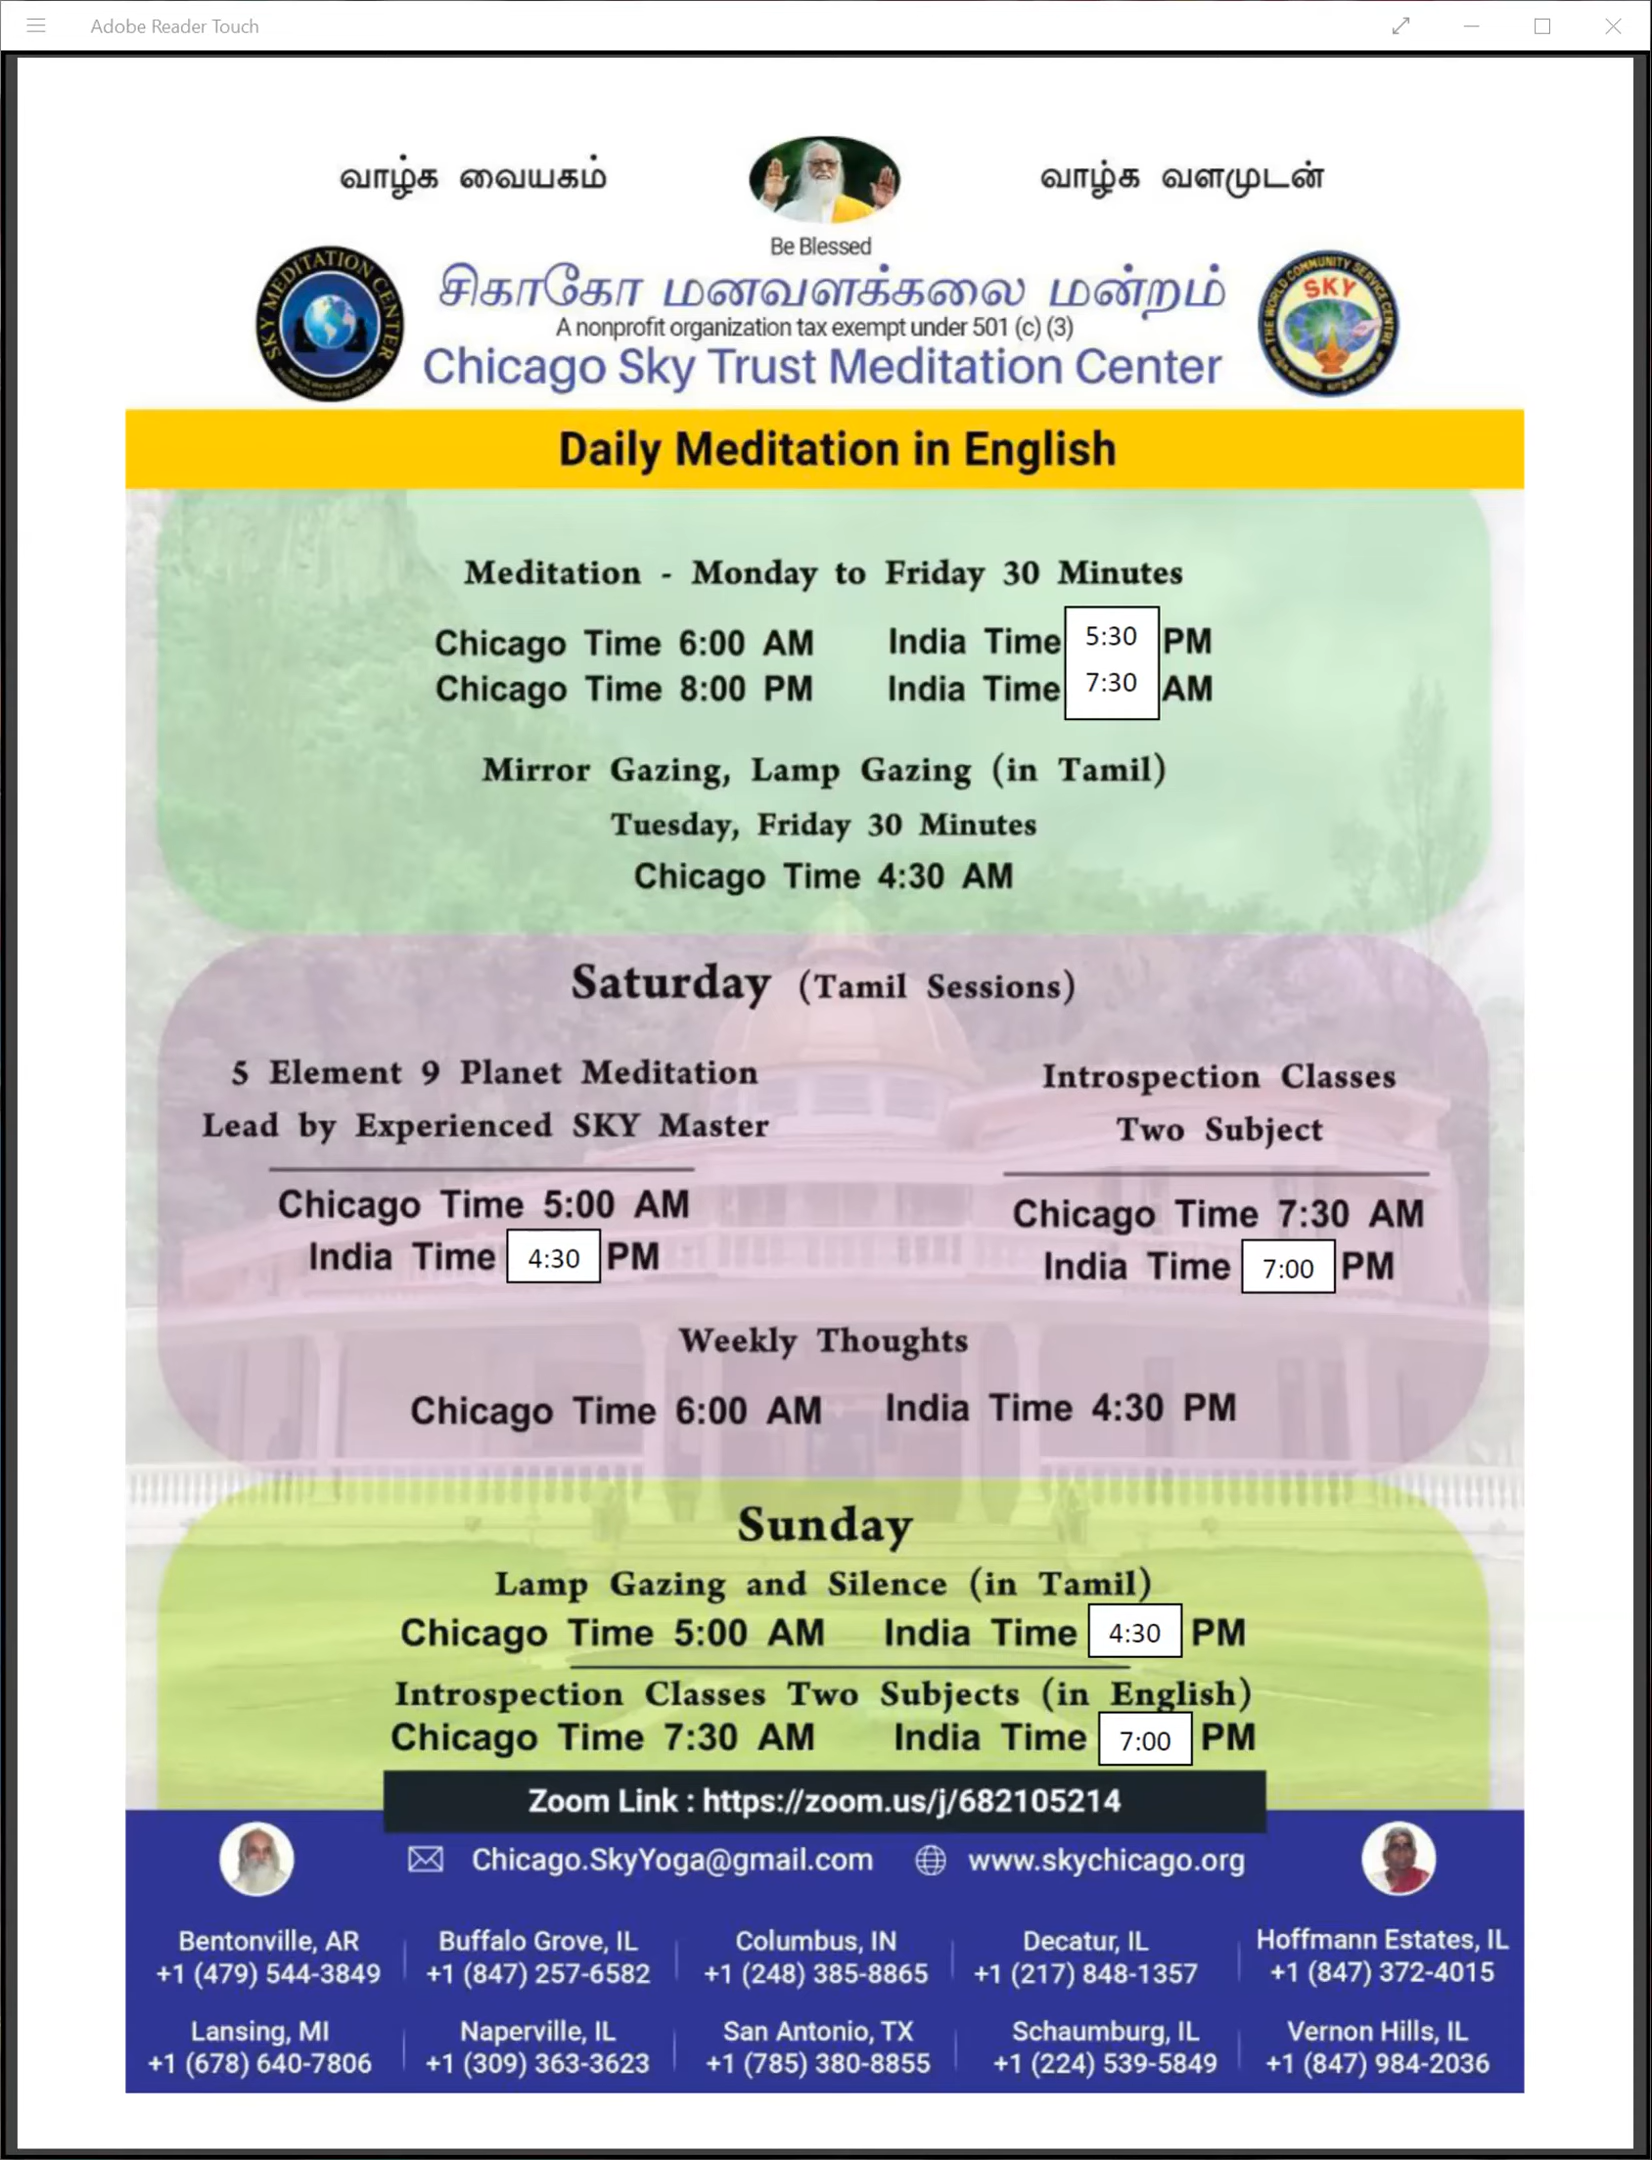 Adobe Reader Touch
வாழ்க வையகம்
வாழ்க வளமுடன்
Be Blessed
SKY MEDITATION CENTER
சிகாகோ மனவளக்கலை மன்றம்
A nonprofit organization tax exempt under 501 (c) (3)
Chicago Sky Trust Meditation Center
THE WORLD COMMUNITY SERVICE CENTRE
SKY
Daily Meditation in English
Meditation - Monday to Friday 30 Minutes
Chicago Time 6:00 AM India Time 5:30 PM
Chicago Time 8:00 PM India Time 7:30 AM
Mirror Gazing, Lamp Gazing (in Tamil)
Tuesday, Friday 30 Minutes
Chicago Time 4:30 AM
Saturday (Tamil Sessions)
5 Element 9 Planet Meditation
Lead by Experienced SKY Master
Chicago Time 5:00 AM
India Time 4:30 PM
Introspection Classes
Two Subject
Chicago Time 7:30 AM
India Time 7:00 PM
Weekly Thoughts
Chicago Time 6:00 AM India Time 4:30 PM
Sunday
Lamp Gazing and Silence (in Tamil)
Chicago Time 5:00 AM India Time 4:30 PM
Introspection Classes Two Subjects (in English)
Chicago Time 7:30 AM India Time 7:00 PM
Zoom Link : https://zoom.us/j/682105214
Chicago.SkyYoga@gmail.com www.skychicago.org
Bentonville, AR
+1 (479) 544-3849
Buffalo Grove, IL
+1 (847) 257-6582
Columbus, IN
+1 (248) 385-8865
Decatur, IL
+1 (217) 848-1357
Hoffmann Estates, IL
+1 (847) 372-4015
Lansing, MI
+1 (678) 640-7806
Naperville, IL
+1 (309) 363-3623
San Antonio, TX
+1 (785) 380-8855
Schaumburg, IL
+1 (224) 539-5849
Vernon Hills, IL
+1 (847) 984-2036